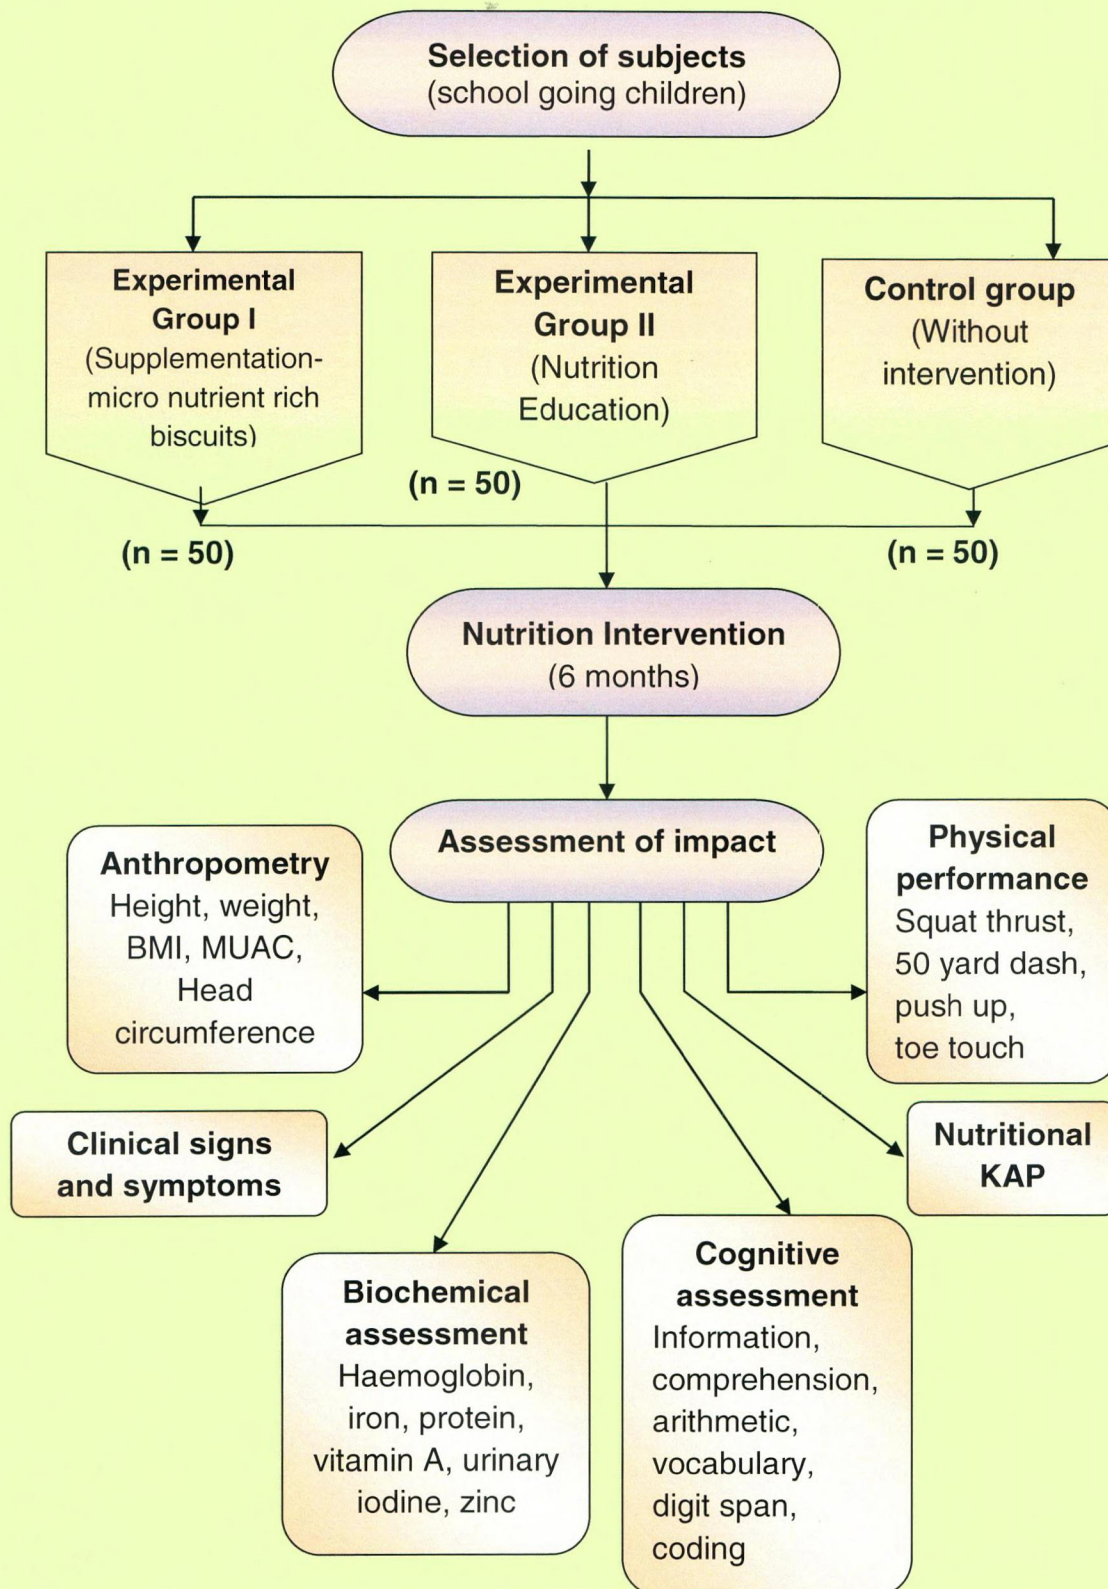 Selection of subjects
(school going children)
Experimental
Group I
(Supplementation-
micro nutrient rich
biscuits)
Experimental
Group II
(Nutrition
Education)
Control group
(Without
intervention)
(n = 50)
(n = 50)
(n = 50)
Nutrition Intervention
(6 months)
Assessment of impact
Anthropometry
Height, weight,
BMI, MUAC,
Head
circumference
Physical
performance
Squat thrust,
50 yard dash,
push up,
toe touch
Clinical signs
and symptoms
Nutritional
KAP
Biochemical
assessment
Haemoglobin,
iron, protein,
vitamin A, urinary
iodine, zinc
Cognitive
assessment
Information,
comprehension,
arithmetic,
vocabulary,
digit span,
coding